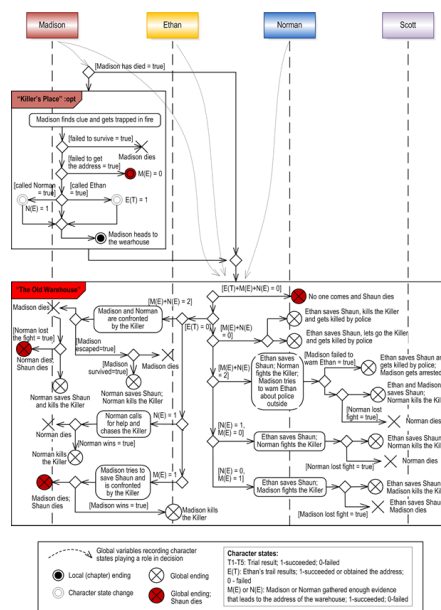 Madison
Ethan
Norman
Scott
[Madison has died = true]
"Killer's Place" :opt
Madison finds clue and gets trapped in fire
[failed to survive = true]
Madison dies
[failed to get
the address = true]
M(E) = 0
[called Norman
= true]
[called Ethan
= true]
N(E) = 1
E(T) = 1
Madison heads to
the wearhouse
"The Old Warehouse"
[E(T)+M(E)+N(E) = 0]
No one comes and Shaun dies
Madison dies
[M(E)+N(E) = 2]
[E(T) = 0]
Madison and Norman
are confronted
by the Killer
[M(E)+N(E)
= 0]
Ethan saves Shaun, kills the Killer
and gets killed by police
Ethan saves Shaun, lets go the Killer
and gets killed by police
[Norman lost
the fight = true]
Norman dies;
Shaun dies
[Madison
escaped=true]
[Madison
survived=true]
Madison dies
Norman saves Shaun
and kills the Killer
Norman saves Shaun;
Norman kills the Killer
[M(E)+N(E)
= 2]
Ethan saves
Shaun; Norman
fights the Killer;
Madison tries
to warn Ethan
about police
outside
[Madison failed to
warn Ethan = true]
Ethan saves Shaun and
gets killed by police;
Madison gets arrested
Ethan and Madison
saves Shaun;
Norman kills the Killer
[Norman lost
fight = true]
Norman dies
Norman calls
for help and
chases the Killer
[N(E) = 1]
Norman dies
[Norman wins = true]
Norman kills
the Killer
[N(E) = 1,
M(E) = 0]
Ethan saves Shaun;
Norman fights the Killer
Ethan saves Shaun;
Norman kills the Killer
Norman dies
[Norman lost fight = true]
Madison tries to
save Shaun and
is confronted
by the Killer
[M(E) = 1]
Madison dies;
Shaun dies
[Madison wins = true]
Madison kills
the Killer
[N(E) = 0,
M(E) = 1]
Ethan saves Shaun;
Madison fights the Killer
Ethan saves Shaun;
Madison kills the Killer
Madison dies
[Madison lost fight = true]
Global variables recording character
states playing a role in decision
Local (chapter) ending
Global ending
Character state change
Global ending;
Shaun dies
Character states:
T1-T5: Trial result; 1-succeeded; 0-failed
E(T): Ethan's trail results; 1-succeeded or obtained the address;
0 - failed
M(E) or N(E): Madison or Norman gathered enough evidence
that leads to the address of the warehouse; 1-succeeded; 0-failed